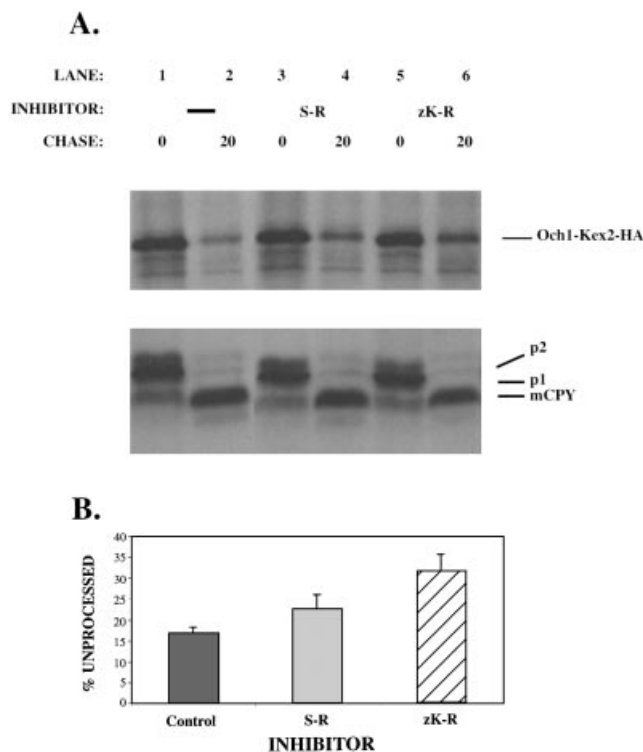 A.
LANE: 1 2 3 4 5 6
INHIBITOR: — S-R zK-R
CHASE: 0 20 0 20 0 20
Och1-Kex2-HA
p2
p1
mCPY
B.
% UNPROCESSED
40
35
30
25
20
15
10
5
0
Control S-R zK-R
INHIBITOR